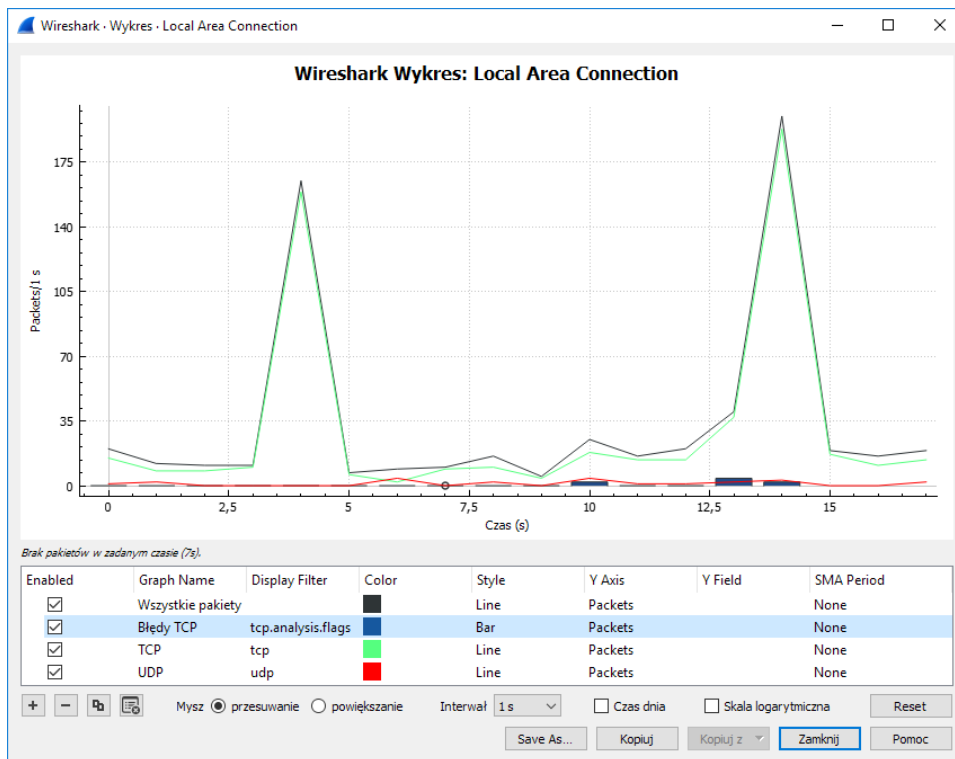 Wireshark · Wykres · Local Area Connection
Wireshark Wykres: Local Area Connection
175
140
105
70
35
0
Packets/1 s
0 2,5 5 7,5 10 12,5 15
Czas (s)
Brak pakietów w zadanym czasie (7s).
Enabled Graph Name Display Filter Color Style Y Axis Y Field SMA Period
Wszystkie pakiety Line Packets None
Błędy TCP tcp.analysis.flags Bar Packets None
TCP tcp Line Packets None
UDP udp Line Packets None
Mysz przesuwanie powiększanie Interwał 1 s Czas dnia Skala logarytmiczna Reset
Save As... Kopiuj Kopiuj z Zamknij Pomoc